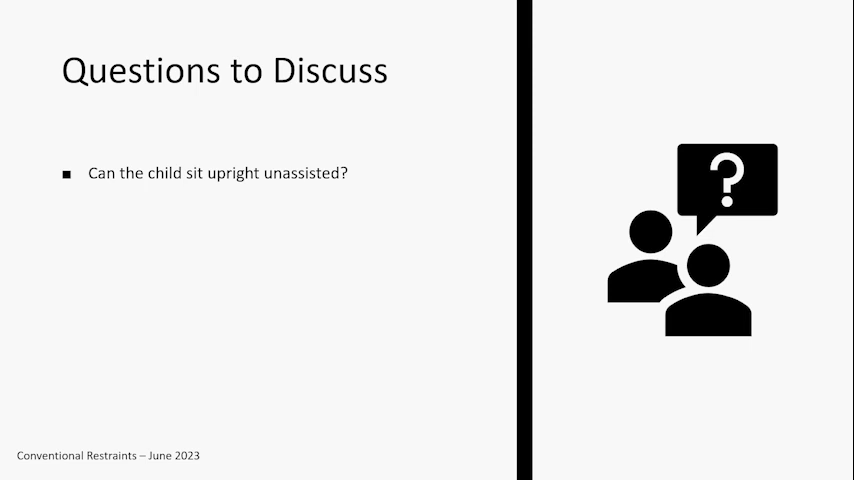 Questions to Discuss
■ Can the child sit upright unassisted?
?
Conventional Restraints – June 2023